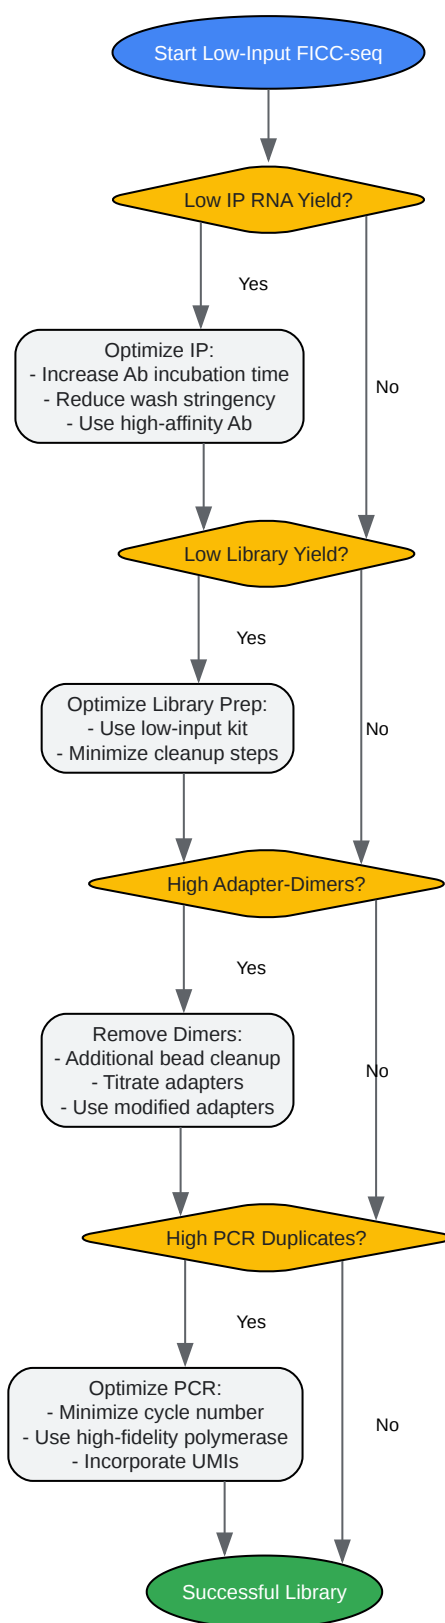 Start Low-Input FICC-seq
Low IP RNA Yield?
Yes
Optimize IP:
- Increase Ab incubation time
- Reduce wash stringency
- Use high-affinity Ab
No
Low Library Yield?
Yes
Optimize Library Prep:
- Use low-input kit
- Minimize cleanup steps
No
High Adapter-Dimers?
Yes
Remove Dimers:
- Additional bead cleanup
- Titrate adapters
- Use modified adapters
No
High PCR Duplicates?
Yes
Optimize PCR:
- Minimize cycle number
- Use high-fidelity polymerase
- Incorporate UMIs
No
Successful Library